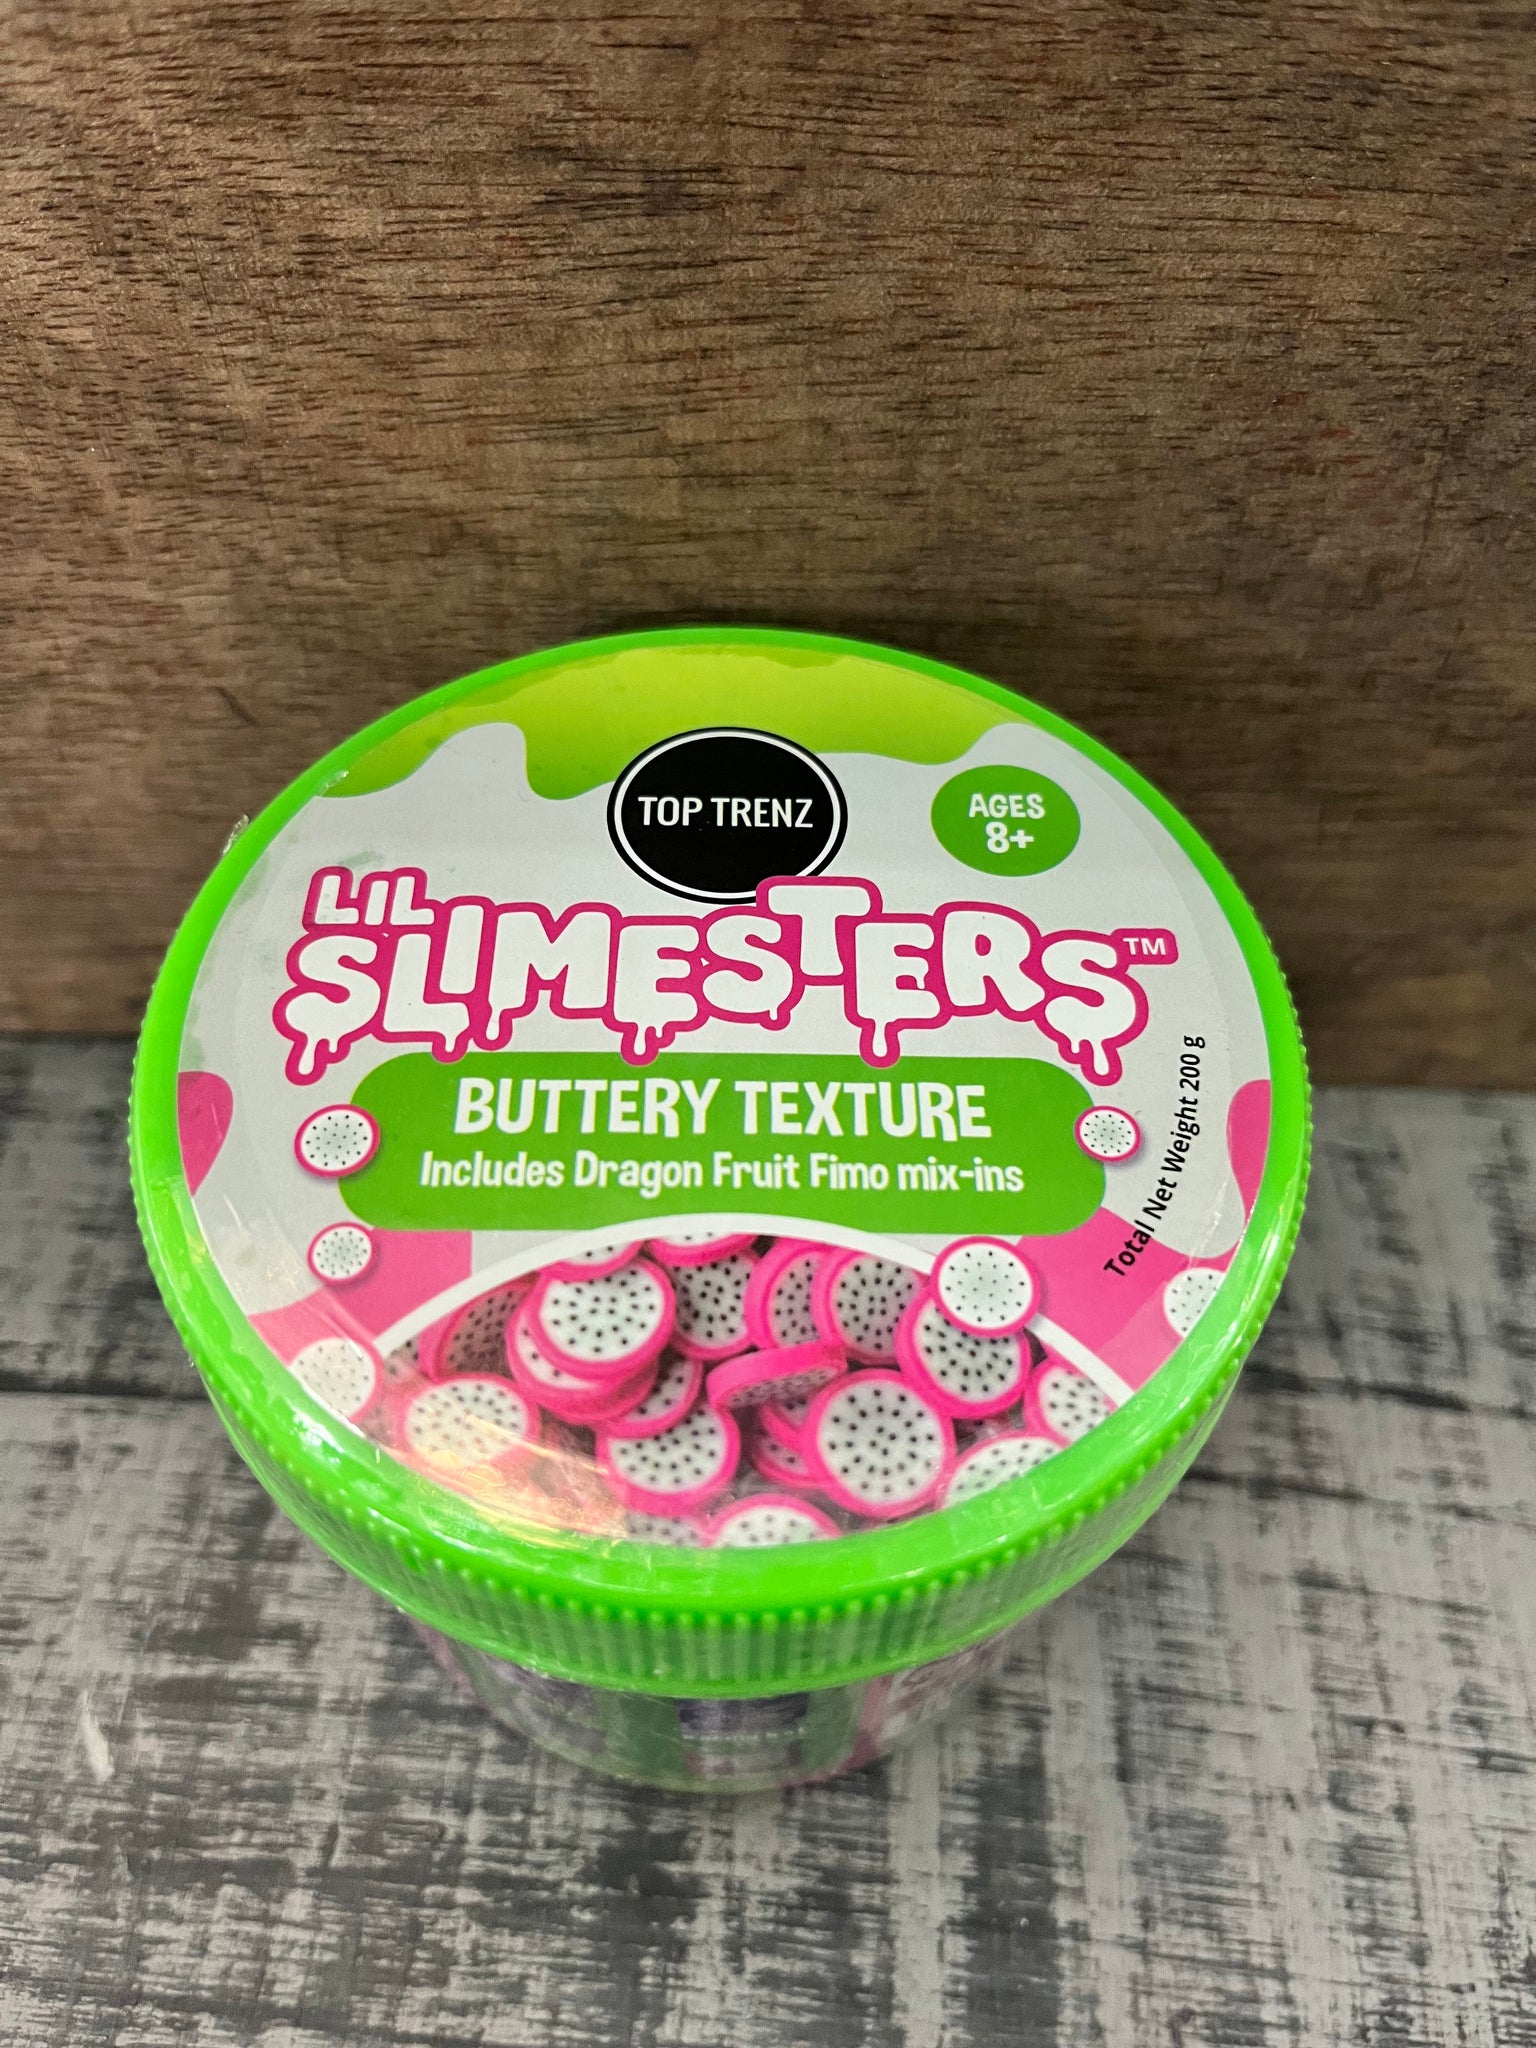 TOP TRENZ
AGES
8+
LIL
SLIMESTERS™
BUTTERY TEXTURE
Includes Dragon Fruit Fimo mix-ins
Total Net Weight 200 g